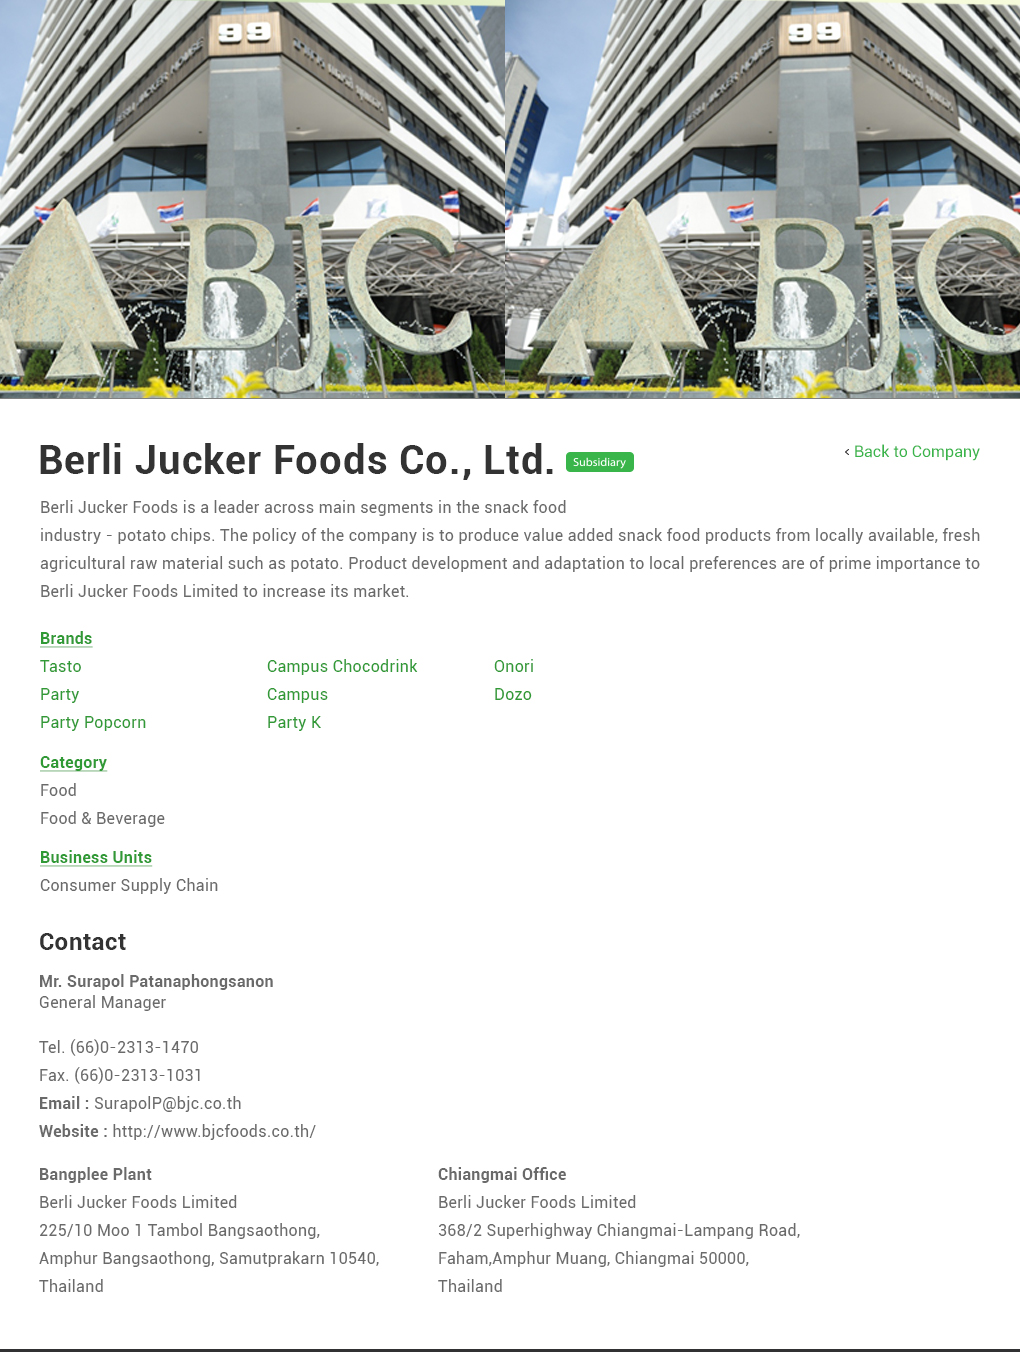 99
99
BJC
BJC
Berli Jucker Foods Co., Ltd. Subsidiary
‹ Back to Company
Berli Jucker Foods is a leader across main segments in the snack food
industry - potato chips. The policy of the company is to produce value added snack food products from locally available, fresh
agricultural raw material such as potato. Product development and adaptation to local preferences are of prime importance to
Berli Jucker Foods Limited to increase its market.
Brands
Tasto Campus Chocodrink Onori
Party Campus Dozo
Party Popcorn Party K
Category
Food
Food & Beverage
Business Units
Consumer Supply Chain
Contact
Mr. Surapol Patanaphongsanon
General Manager
Tel. (66)0-2313-1470
Fax. (66)0-2313-1031
Email : SurapolP@bjc.co.th
Website : http://www.bjcfoods.co.th/
Bangplee Plant
Berli Jucker Foods Limited
225/10 Moo 1 Tambol Bangsaothong,
Amphur Bangsaothong, Samutprakarn 10540,
Thailand
Chiangmai Office
Berli Jucker Foods Limited
368/2 Superhighway Chiangmai-Lampang Road,
Faham,Amphur Muang, Chiangmai 50000,
Thailand